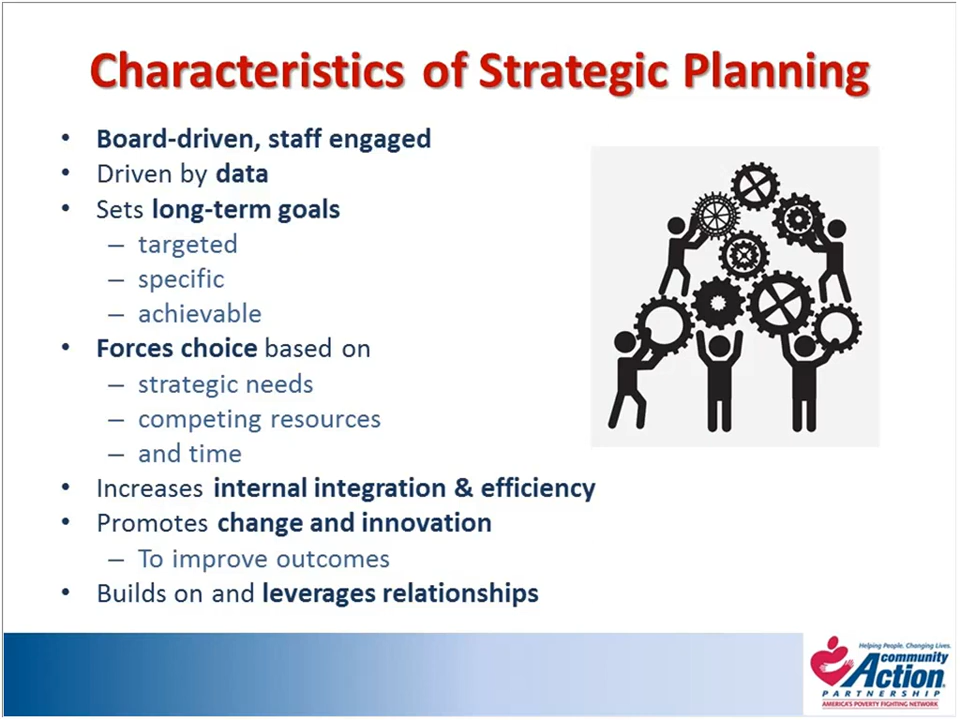 Characteristics of Strategic Planning
• Board-driven, staff engaged
• Driven by data
• Sets long-term goals
– targeted
– specific
– achievable
• Forces choice based on
– strategic needs
– competing resources
– and time
• Increases internal integration & efficiency
• Promotes change and innovation
– To improve outcomes
• Builds on and leverages relationships
Helping People. Changing Lives.
community
Action
PARTNERSHIP
AMERICA'S POVERTY FIGHTING NETWORK